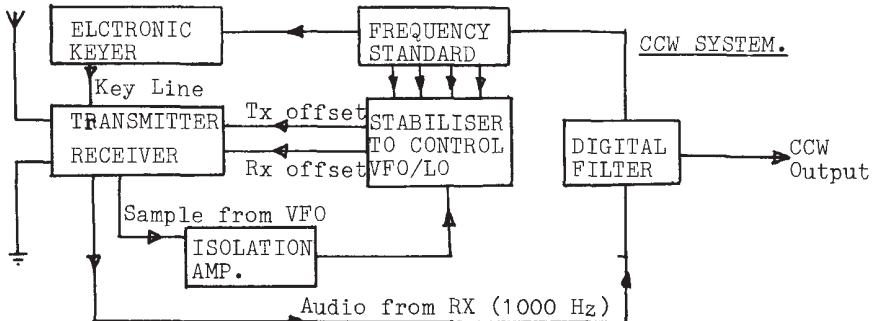 ELCTRONIC
KEYER
FREQUENCY
STANDARD
CCW SYSTEM.
Key Line
TRANSMITTER
RECEIVER
Tx offset
Rx offset
STABILISER
TO CONTROL
VFO/LO
DIGITAL
FILTER
CCW
Output
Sample from VFO
ISOLATION
AMP.
Audio from RX (1000 Hz)